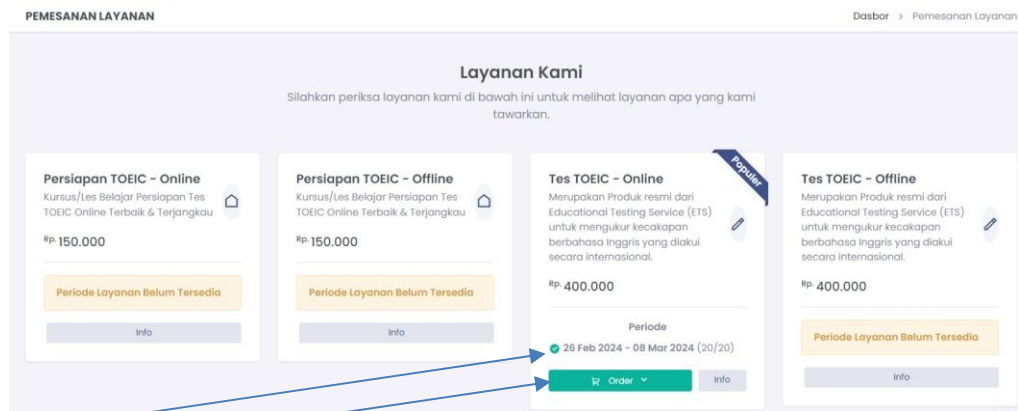 PEMESANAN LAYANAN
Dasbor > Pemesanan Layanan
Layanan Kami
Silahkan periksa layanan kami di bawah ini untuk melihat layanan apa yang kami
tawarkan.
Persiapan TOEIC - Online
Kursus/Les Belajar Persiapan Tes
TOEIC Online Terbaik & Terjangkau
Rp. 150.000
Periode Layanan Belum Tersedia
Info
Persiapan TOEIC - Offline
Kursus/Les Belajar Persiapan Tes
TOEIC Online Terbaik & Terjangkau
Rp. 150.000
Periode Layanan Belum Tersedia
Info
Populer
Tes TOEIC - Online
Merupakan Produk resmi dari
Educational Testing Service (ETS)
untuk mengukur kecakapan
berbahasa Inggris yang diakui
secara internasional.
Rp. 400.000
Periode
26 Feb 2024 - 08 Mar 2024 (20/20)
Order
Info
Tes TOEIC - Offline
Merupakan Produk resmi dari
Educational Testing Service (ETS)
untuk mengukur kecakapan
berbahasa Inggris yang diakui
secara internasional.
Rp. 400.000
Periode Layanan Belum Tersedia
Info